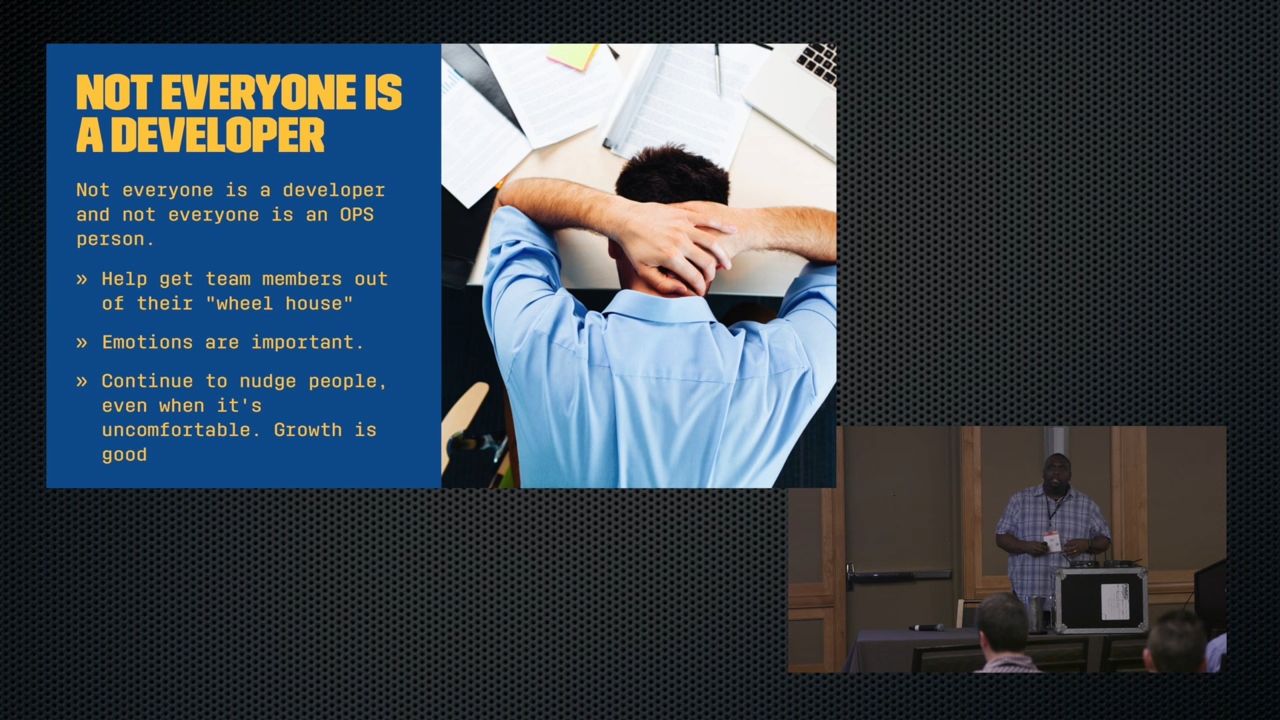 NOT EVERYONE IS
A DEVELOPER
Not everyone is a developer
and not everyone is an OPS
person.
» Help get team members out
of their "wheel house"
» Emotions are important.
» Continue to nudge people,
even when it's
uncomfortable. Growth is
good